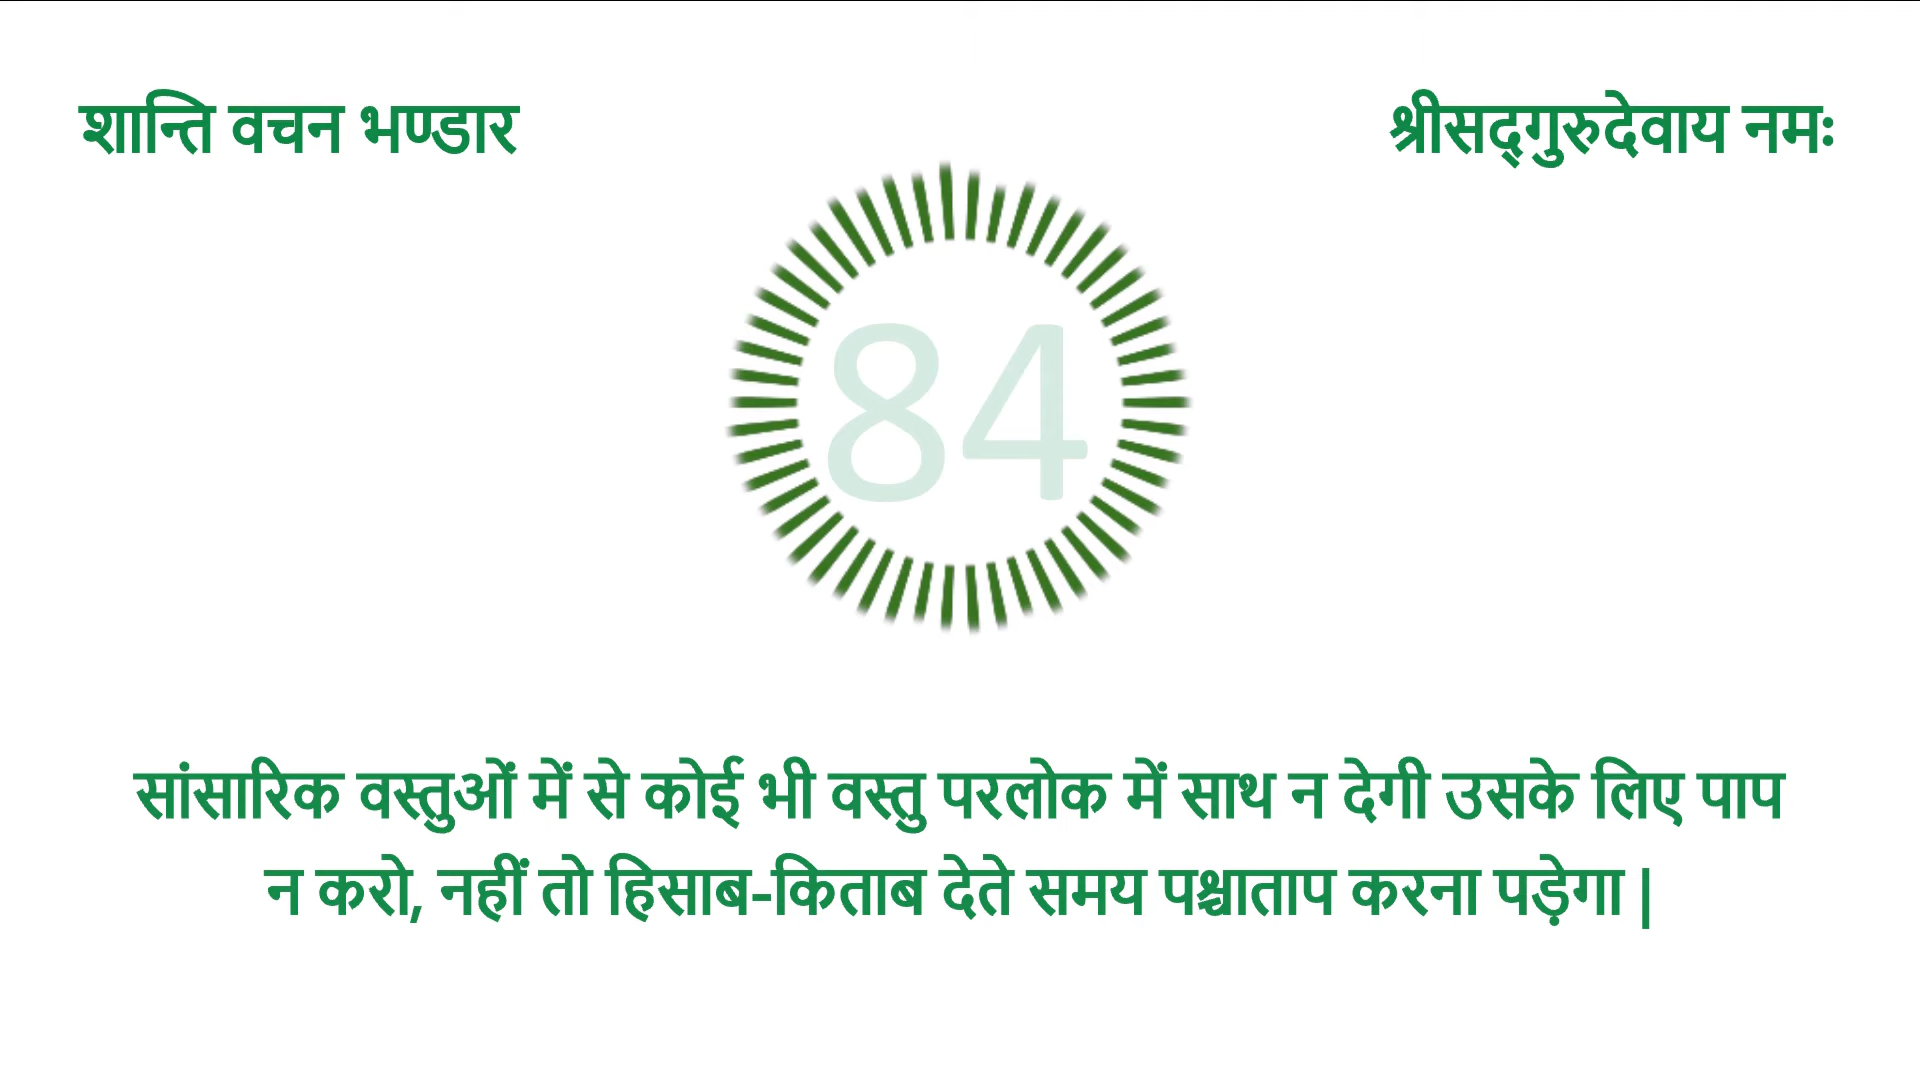 शान्ति वचन भण्डार
श्रीसद्‌गुरुदेवाय नमः
84
सांसारिक वस्तुओं में से कोई भी वस्तु परलोक में साथ न देगी उसके लिए पाप
न करो, नहीं तो हिसाब-किताब देते समय पश्चाताप करना पड़ेगा |